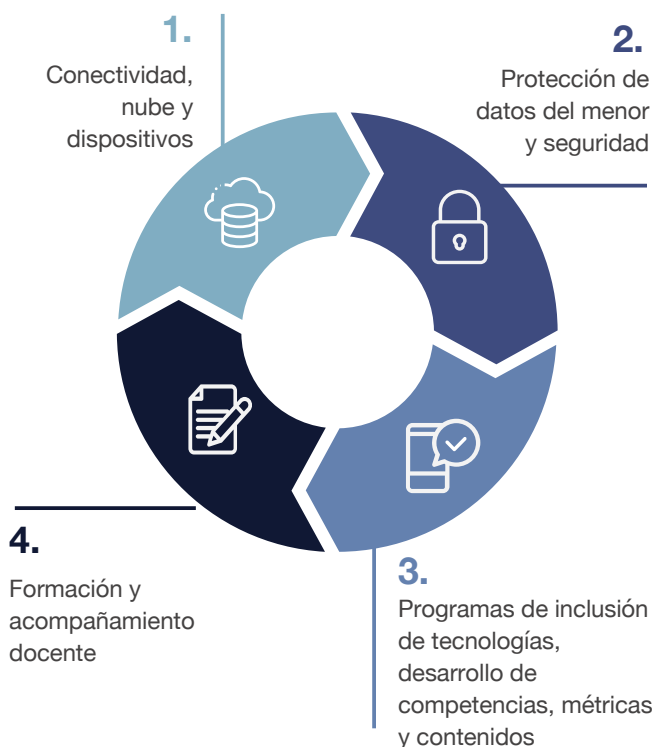 1.
Conectividad,
nube y
dispositivos
2.
Protección de
datos del menor
y seguridad
3.
Programas de inclusión
de tecnologías,
desarrollo de
competencias, métricas
y contenidos
4.
Formación y
acompañamiento
docente